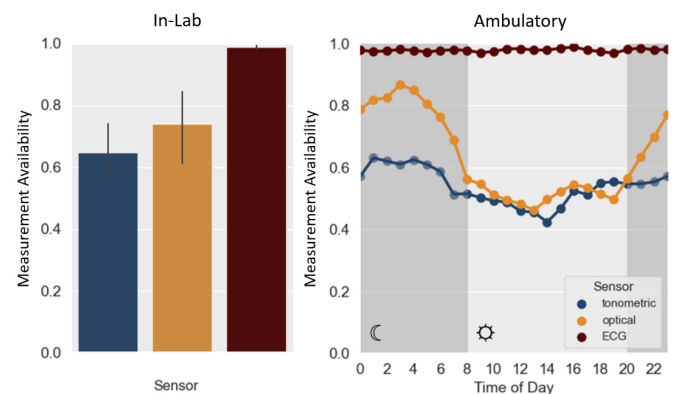 In-Lab
Measurement Availability
1.0
0.8
0.6
0.4
0.2
0.0
Sensor
Ambulatory
Measurement Availability
1.0
0.8
0.6
0.4
0.2
0.0
Sensor
tonometric
optical
ECG
0 2 4 6 8 10 12 14 16 18 20 22
Time of Day